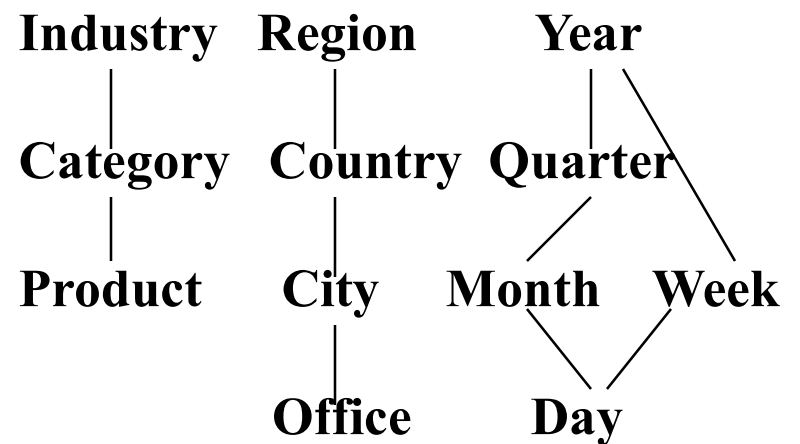 Industry Region Year
Category Country Quarter
Product City Month Week
Office Day